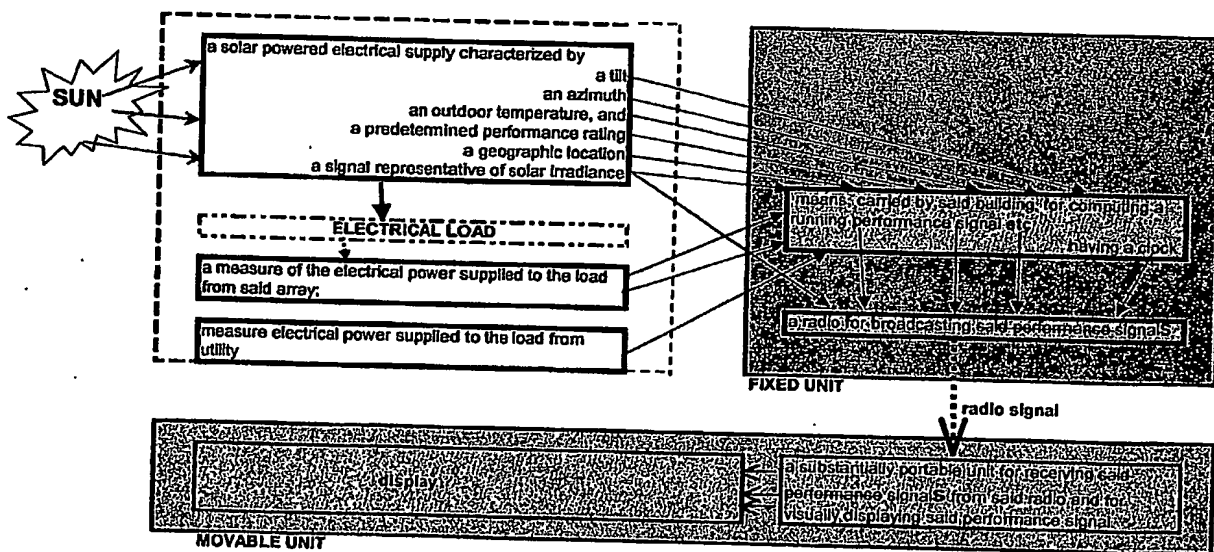 SUN
a solar powered electrical supply characterized by
a tilt
an azimuth
an outdoor temperature, and
a predetermined performance rating
a geographic location
a signal representative of solar irradiance
ELECTRICAL LOAD
a measure of the electrical power supplied to the load
from said array;
measure electrical power supplied to the load from
utility
means, carried by said building, for computing a
running performance signal etc
having a clock
a radio for broadcasting said performance signals
FIXED UNIT
radio signal
display
a substantially portable unit for receiving said
performance signals from said radio and for
visually displaying said performance signal
MOVABLE UNIT